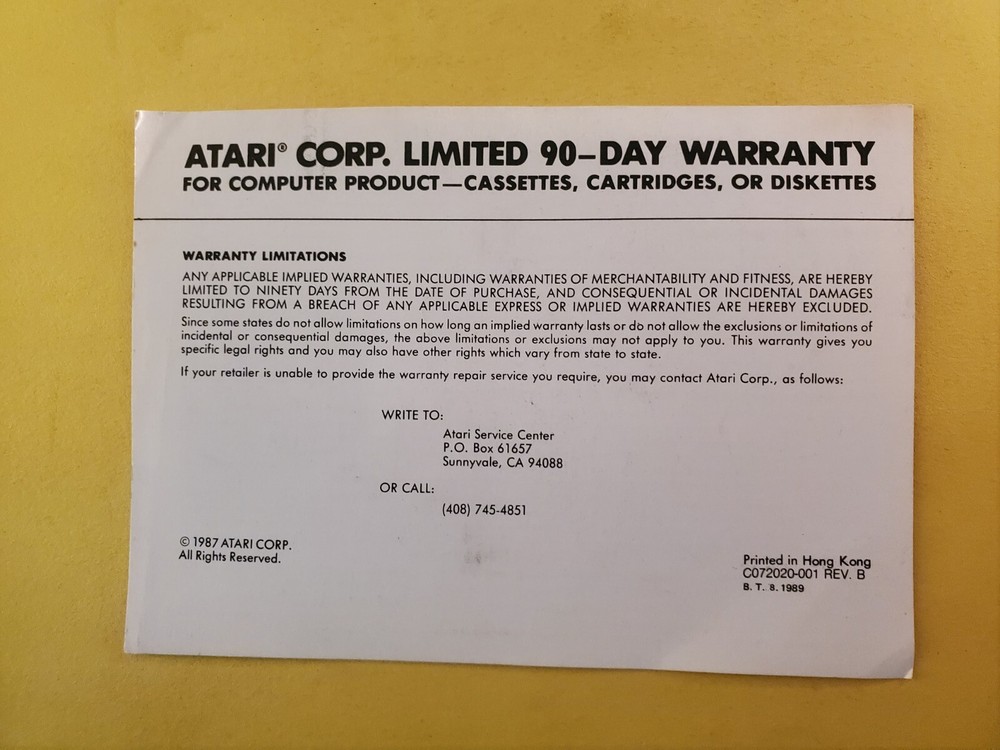 ATARI® CORP. LIMITED 90–DAY WARRANTY
FOR COMPUTER PRODUCT—CASSETTES, CARTRIDGES, OR DISKETTES
WARRANTY LIMITATIONS
ANY APPLICABLE IMPLIED WARRANTIES, INCLUDING WARRANTIES OF MERCHANTABILITY AND FITNESS, ARE HEREBY
LIMITED TO NINETY DAYS FROM THE DATE OF PURCHASE, AND CONSEQUENTIAL OR INCIDENTAL DAMAGES
RESULTING FROM A BREACH OF ANY APPLICABLE EXPRESS OR IMPLIED WARRANTIES ARE HEREBY EXCLUDED.
Since some states do not allow limitations on how long an implied warranty lasts or do not allow the exclusions or limitations of
incidental or consequential damages, the above limitations or exclusions may not apply to you. This warranty gives you
specific legal rights and you may also have other rights which vary from state to state.
If your retailer is unable to provide the warranty repair service you require, you may contact Atari Corp., as follows:
WRITE TO:
Atari Service Center
P.O. Box 61657
Sunnyvale, CA 94088
OR CALL:
(408) 745-4851
© 1987 ATARI CORP.
All Rights Reserved.
Printed in Hong Kong
C072020-001 REV. B
B. T. 8. 1989